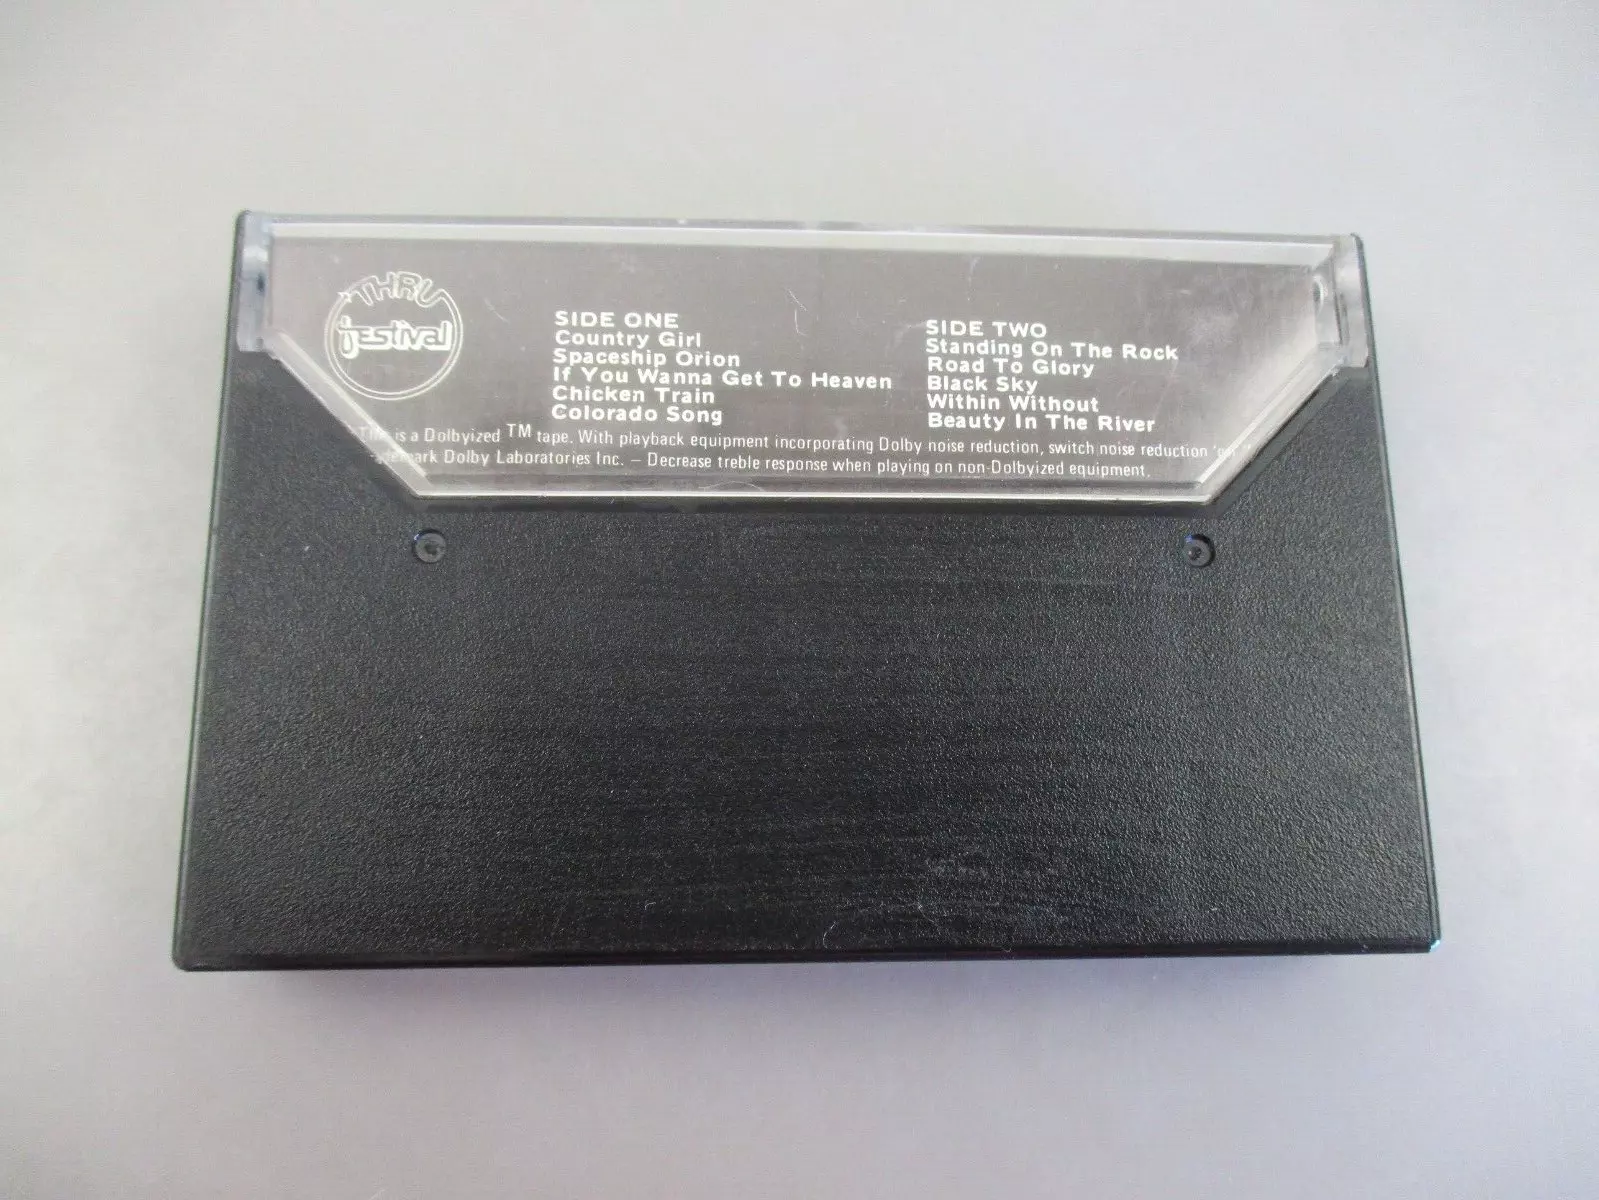 THRU
festival
SIDE ONE
Country Girl
Spaceship Orion
If You Wanna Get To Heaven
Chicken Train
Colorado Song
SIDE TWO
Standing On The Rock
Road To Glory
Black Sky
Within Without
Beauty In The River
This is a Dolbyized TM tape. With playback equipment incorporating Dolby noise reduction, switch noise reduction 'on'
Dolby Laboratories Inc. – Decrease treble response when playing on non-Dolbyized equipment.